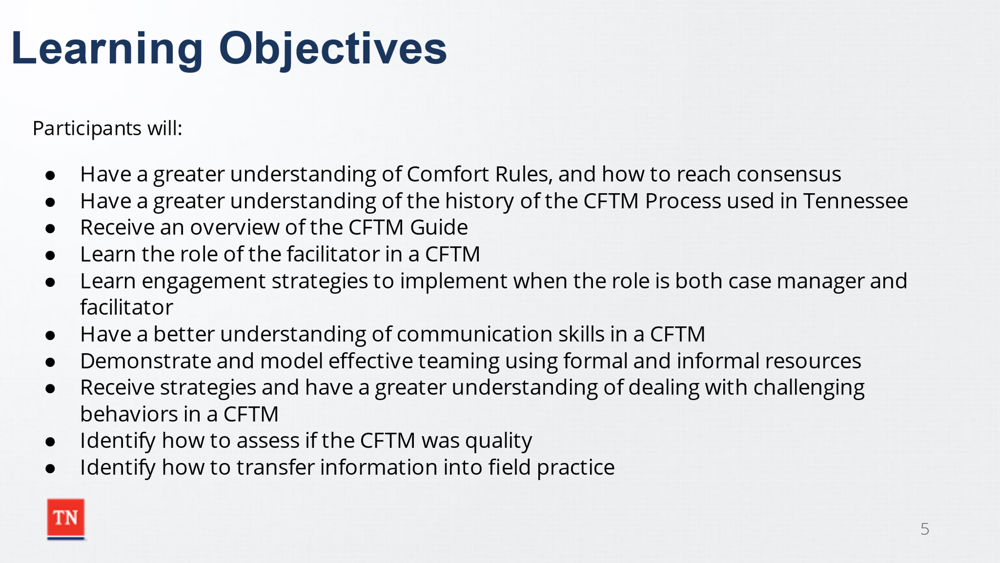 Learning Objectives
Participants will:
● Have a greater understanding of Comfort Rules, and how to reach consensus
● Have a greater understanding of the history of the CFTM Process used in Tennessee
● Receive an overview of the CFTM Guide
● Learn the role of the facilitator in a CFTM
● Learn engagement strategies to implement when the role is both case manager and
facilitator
● Have a better understanding of communication skills in a CFTM
● Demonstrate and model effective teaming using formal and informal resources
● Receive strategies and have a greater understanding of dealing with challenging
behaviors in a CFTM
● Identify how to assess if the CFTM was quality
● Identify how to transfer information into field practice
TN
5